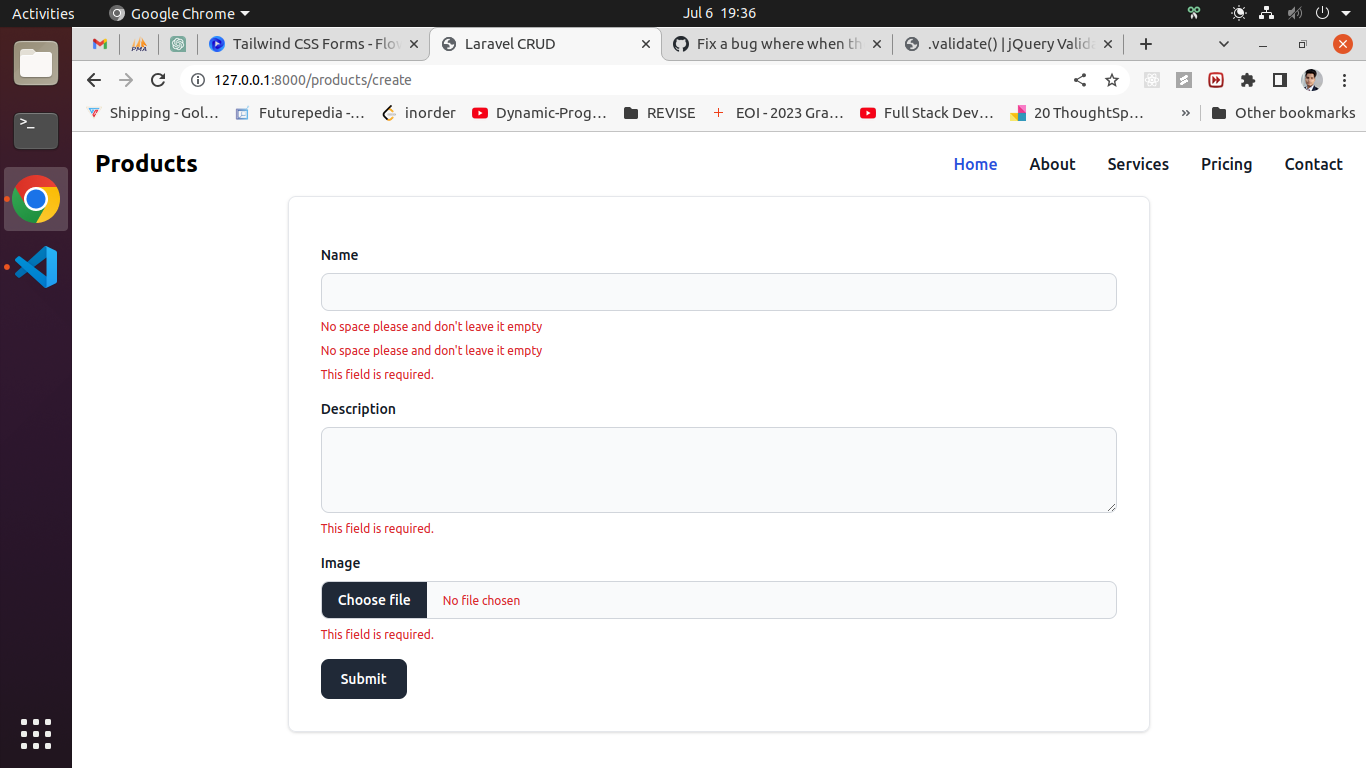 Activities Google Chrome Jul 6 19:36
PMA Tailwind CSS Forms - Flov Laravel CRUD Fix a bug where when th .validate() | jQuery Valida
127.0.0.1:8000/products/create
Shipping - Gol... Futurepedia -... inorder Dynamic-Prog... REVISE EOI - 2023 Gra... Full Stack Dev... 20 ThoughtSp... » Other bookmarks
Products Home About Services Pricing Contact
Name
No space please and don't leave it empty
No space please and don't leave it empty
This field is required.
Description
This field is required.
Image
Choose file No file chosen
This field is required.
Submit